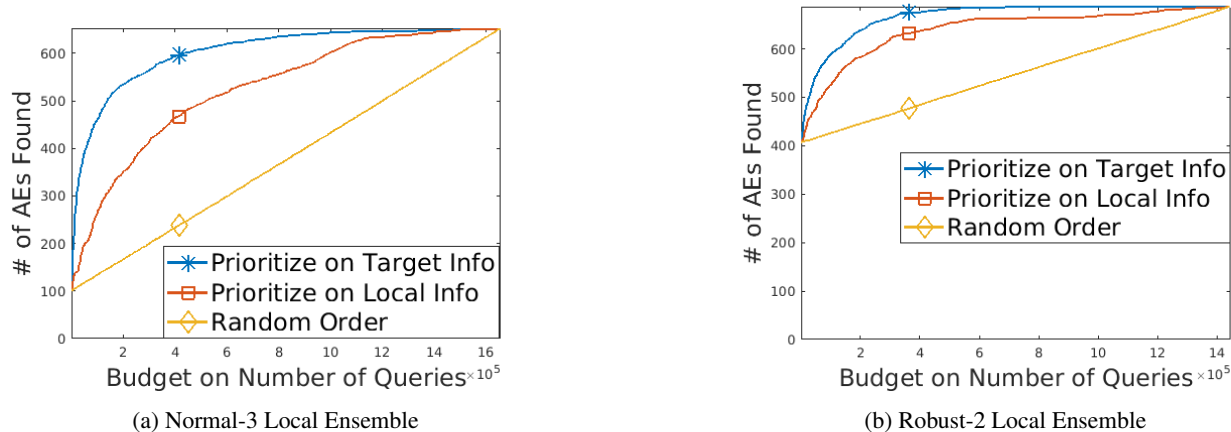 # of AEs Found
600
500
400
300
200
100
0
Prioritize on Target Info
Prioritize on Local Info
Random Order
2 4 6 8 10 12 14 16
Budget on Number of Queries ×10^5
(a) Normal-3 Local Ensemble
# of AEs Found
600
500
400
300
200
100
0
Prioritize on Target Info
Prioritize on Local Info
Random Order
2 4 6 8 10 12 14
Budget on Number of Queries ×10^5
(b) Robust-2 Local Ensemble